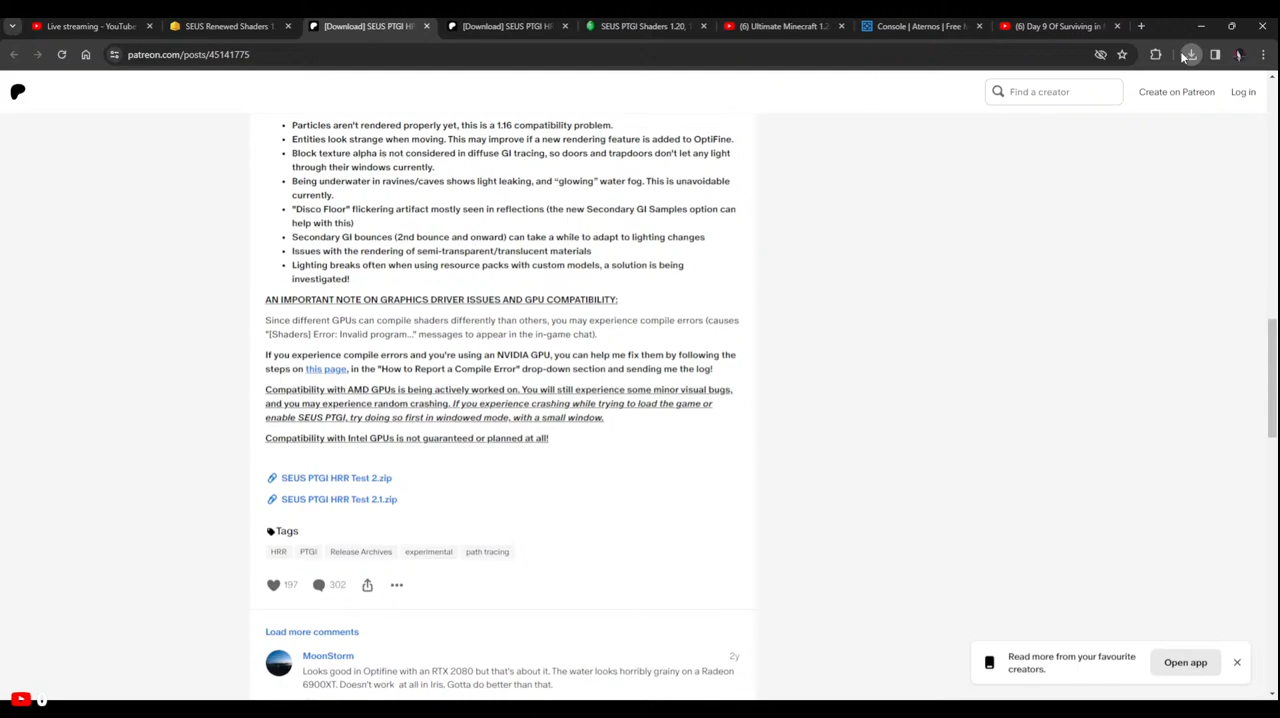 Live streaming - YouTube
SEUS Renewed Shaders 1.
[Download] SEUS PTGI HR
[Download] SEUS PTGI HR
SEUS PTGI Shaders 1.20,
(6) Ultimate Minecraft 1.2
Console | Aternos | Free M
(6) Day 9 Of Surviving in
patreon.com/posts/45141775
Find a creator
Create on Patreon
Log in
• Particles aren't rendered properly yet, this is a 1.16 compatibility problem.
• Entities look strange when moving. This may improve if a new rendering feature is added to OptiFine.
• Block texture alpha is not considered in diffuse GI tracing, so doors and trapdoors don't let any light
through their windows currently.
• Being underwater in ravines/caves shows light leaking, and “glowing” water fog. This is unavoidable
currently.
• "Disco Floor" flickering artifact mostly seen in reflections (the new Secondary GI Samples option can
help with this)
• Secondary GI bounces (2nd bounce and onward) can take a while to adapt to lighting changes
• Issues with the rendering of semi-transparent/translucent materials
• Lighting breaks often when using resource packs with custom models, a solution is being
investigated!
AN IMPORTANT NOTE ON GRAPHICS DRIVER ISSUES AND GPU COMPATIBILITY:
Since different GPUs can compile shaders differently than others, you may experience compile errors (causes
"[Shaders] Error: Invalid program..." messages to appear in the in-game chat).
If you experience compile errors and you're using an NVIDIA GPU, you can help me fix them by following the
steps on this page, in the "How to Report a Compile Error" drop-down section and sending me the log!
Compatibility with AMD GPUs is being actively worked on. You will still experience some minor visual bugs,
and you may experience random crashing. If you experience crashing while trying to load the game or
enable SEUS PTGI, try doing so first in windowed mode, with a small window.
Compatibility with Intel GPUs is not guaranteed or planned at all!
SEUS PTGI HRR Test 2.zip
SEUS PTGI HRR Test 2.1.zip
Tags
HRR
PTGI
Release Archives
experimental
path tracing
197
302
Load more comments
MoonStorm
2y
Looks good in Optifine with an RTX 2080 but that's about it. The water looks horribly grainy on a Radeon
6900XT. Doesn't work at all in Iris. Gotta do better than that.
Read more from your favourite
creators.
Open app
0